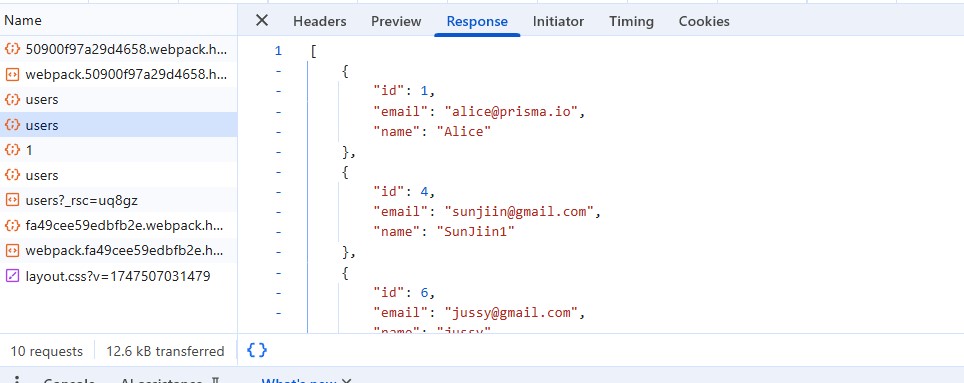 Name
50900f97a29d4658.webpack.h...
webpack.50900f97a29d4658.h...
users
users
1
users
users?_rsc=uq8gz
fa49cee59edbfb2e.webpack.h...
webpack.fa49cee59edbfb2e.h...
layout.css?v=1747507031479
10 requests 12.6 kB transferred {}
Headers Preview Response Initiator Timing Cookies
1 [
- {
- "id": 1,
- "email": "alice@prisma.io",
- "name": "Alice"
- },
- {
- "id": 4,
- "email": "sunjiin@gmail.com",
- "name": "SunJiin1"
- },
- {
- "id": 6,
- "email": "jussy@gmail.com",
- "name": "jussy"
Console AI assistance What's new